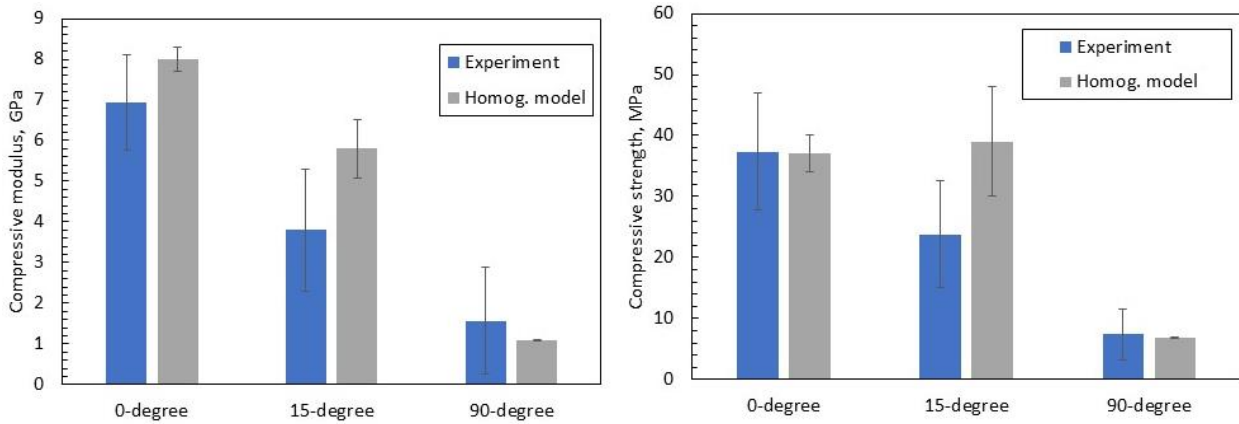 Compressive modulus, GPa
9
8
7
6
5
4
3
2
1
0
Experiment
Homog. model
0-degree
15-degree
90-degree
Compressive strength, MPa
60
50
40
30
20
10
0
Experiment
Homog. model
0-degree
15-degree
90-degree